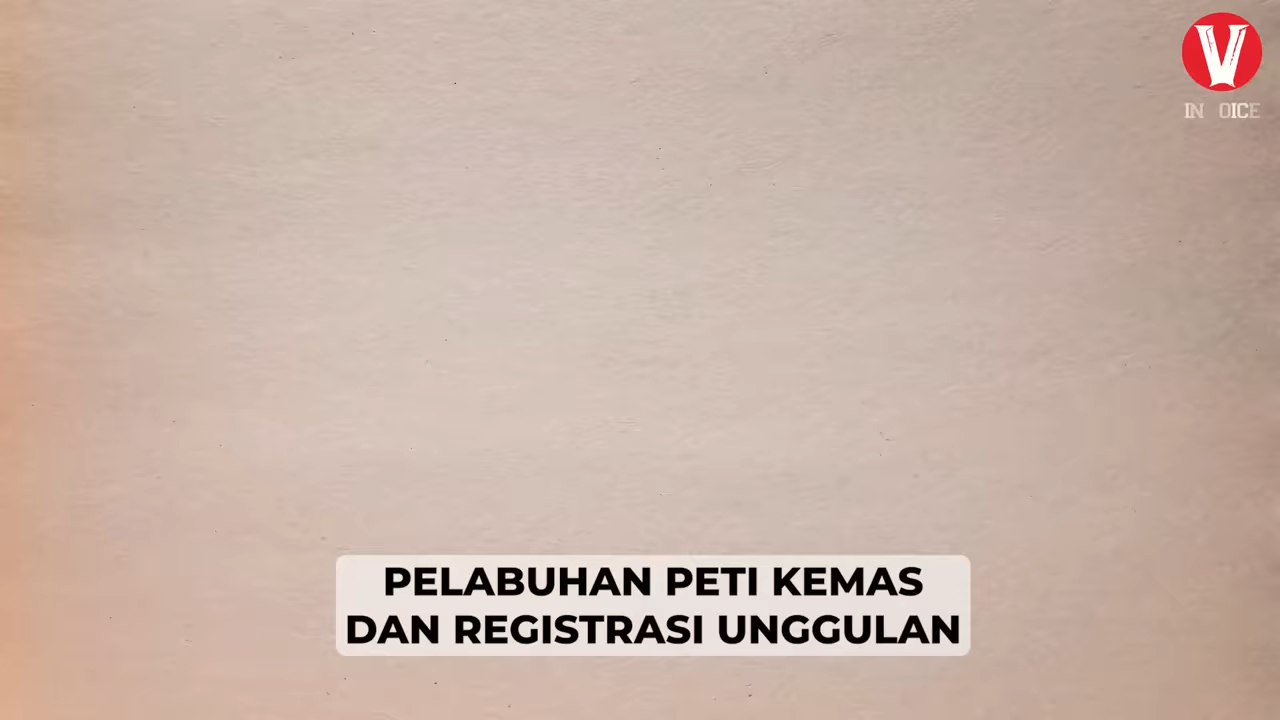 V
IN OICE
PELABUHAN PETI KEMAS
DAN REGISTRASI UNGGULAN